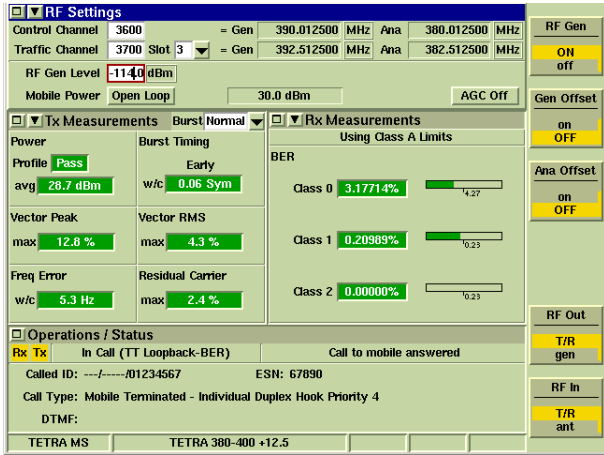 RF Settings
Control Channel 3600 = Gen 390.012500 MHz Ana 380.012500 MHz
Traffic Channel 3700 Slot 3 = Gen 392.512500 MHz Ana 382.512500 MHz
RF Gen Level -114.0 dBm
Mobile Power Open Loop 30.0 dBm AGC Off
Tx Measurements Burst Normal
Power Burst Timing
Profile Pass Early
avg 28.7 dBm w/c 0.06 Sym
Vector Peak Vector RMS
max 12.8 % max 4.3 %
Freq Error Residual Carrier
w/c 5.3 Hz max 2.4 %
Rx Measurements
Using Class A Limits
BER
Class 0 3.17714% 4.27
Class 1 0.20989% 0.23
Class 2 0.00000% 0.23
Operations / Status
Rx Tx In Call (TT Loopback-BER) Call to mobile answered
Called ID: ---/-----/01234567 ESN: 67890
Call Type: Mobile Terminated - Individual Duplex Hook Priority 4
DTMF:
TETRA MS TETRA 380-400 +12.5
RF Gen
ON
off
Gen Offset
on
OFF
Ana Offset
on
OFF
RF Out
T/R
gen
RF In
T/R
ant